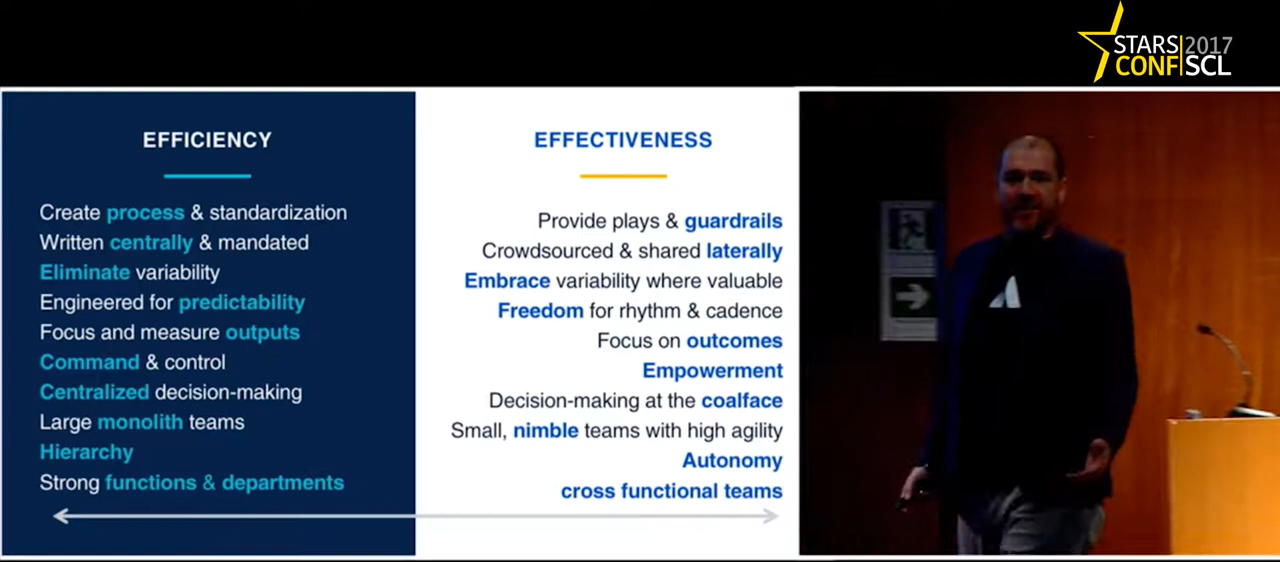 STARS 2017
CONF SCL
EFFICIENCY
Create process & standardization
Written centrally & mandated
Eliminate variability
Engineered for predictability
Focus and measure outputs
Command & control
Centralized decision-making
Large monolith teams
Hierarchy
Strong functions & departments
EFFECTIVENESS
Provide plays & guardrails
Crowdsourced & shared laterally
Embrace variability where valuable
Freedom for rhythm & cadence
Focus on outcomes
Empowerment
Decision-making at the coalface
Small, nimble teams with high agility
Autonomy
cross functional teams